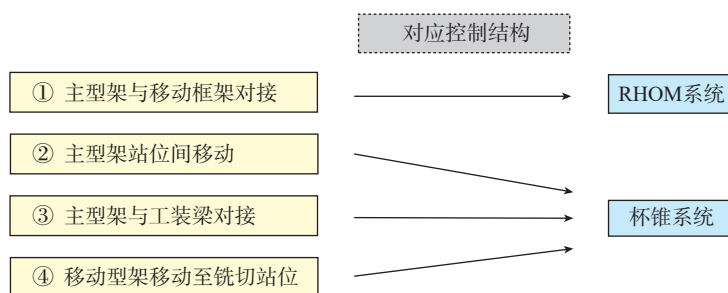 对应控制结构
① 主型架与移动框架对接
RHOM系统
② 主型架站位间移动
③ 主型架与工装梁对接
杯锥系统
④ 移动型架移动至铣切站位